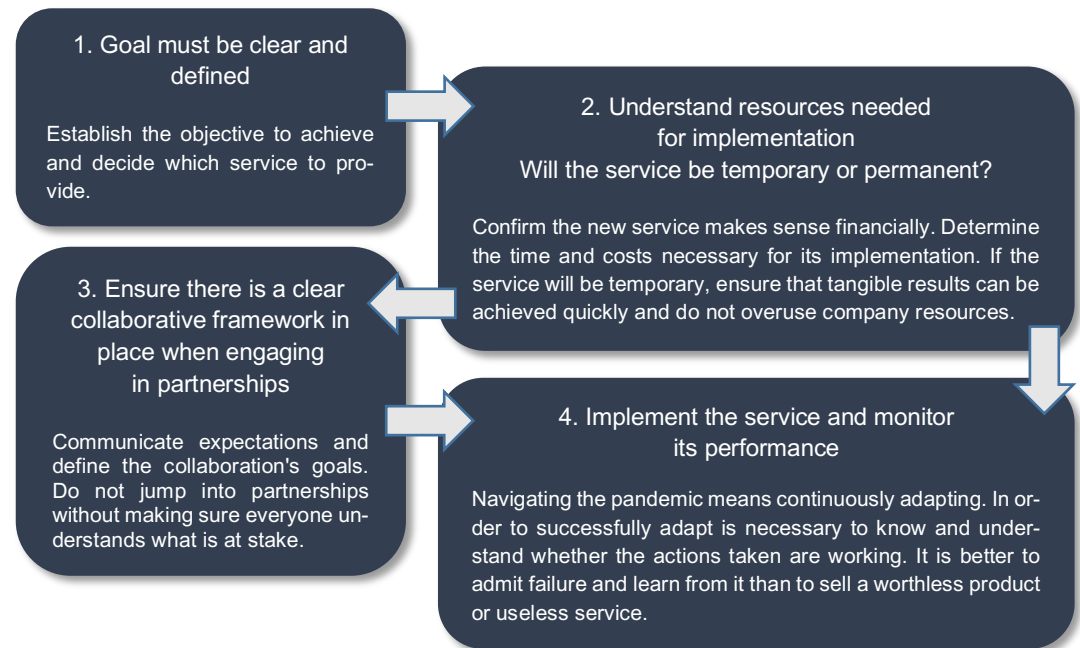 1. Goal must be clear and
defined
Establish the objective to achieve
and decide which service to pro-
vide.
2. Understand resources needed
for implementation
Will the service be temporary or permanent?
Confirm the new service makes sense financially. Determine
the time and costs necessary for its implementation. If the
service will be temporary, ensure that tangible results can be
achieved quickly and do not overuse company resources.
3. Ensure there is a clear
collaborative framework in
place when engaging
in partnerships
Communicate expectations and
define the collaboration's goals.
Do not jump into partnerships
without making sure everyone un-
derstands what is at stake.
4. Implement the service and monitor
its performance
Navigating the pandemic means continuously adapting. In or-
der to successfully adapt is necessary to know and under-
stand whether the actions taken are working. It is better to
admit failure and learn from it than to sell a worthless product
or useless service.